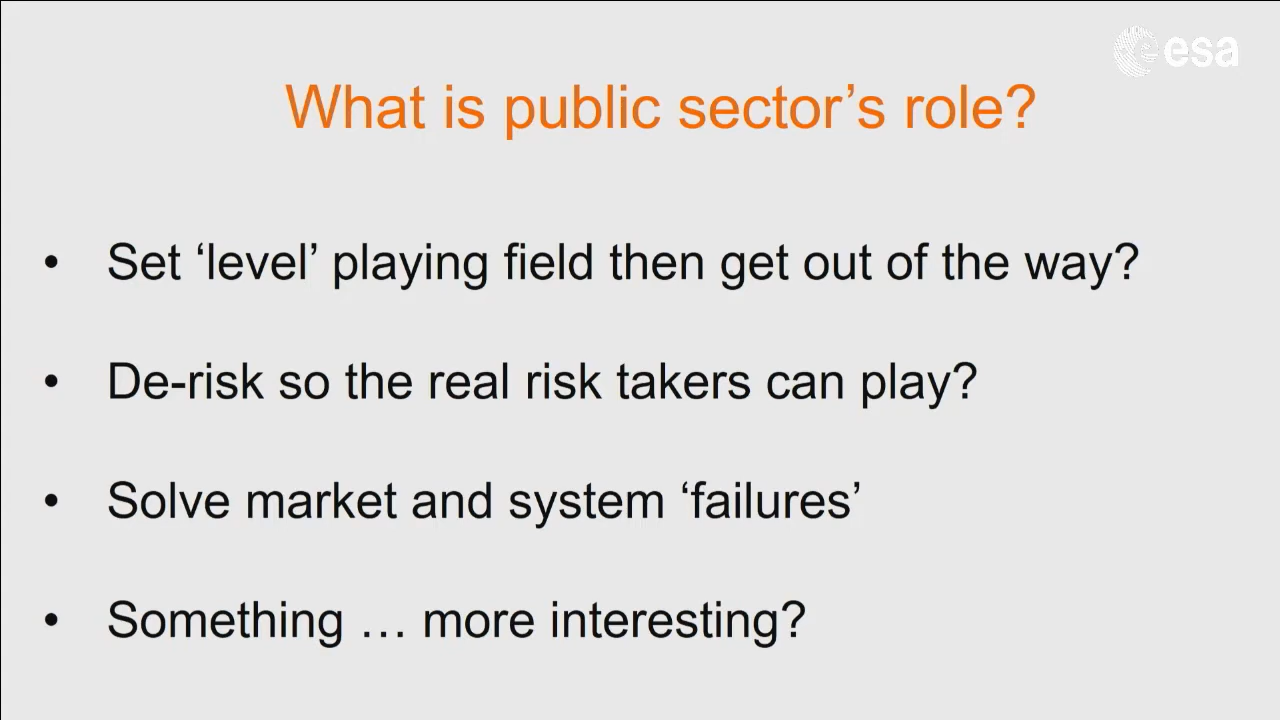 esa
What is public sector’s role?
• Set ‘level’ playing field then get out of the way?
• De-risk so the real risk takers can play?
• Solve market and system ‘failures’
• Something … more interesting?